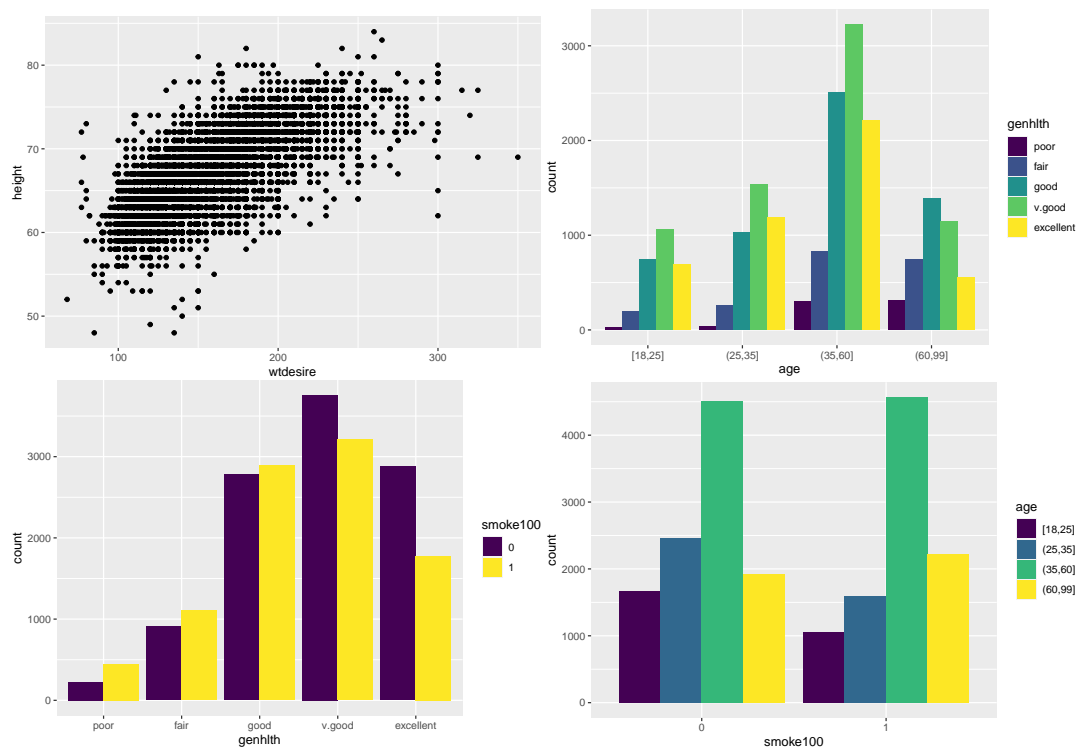 80
70
60
50
height
100
200
300
wtdesire
3000
2000
1000
0
count
[18,25]
(25,35]
(35,60]
(60,99]
age
genhlth
poor
fair
good
v.good
excellent
3000
2000
1000
0
count
poor
fair
good
v.good
excellent
genhlth
smoke100
0
1
4000
3000
2000
1000
0
count
0
1
smoke100
age
[18,25]
(25,35]
(35,60]
(60,99]